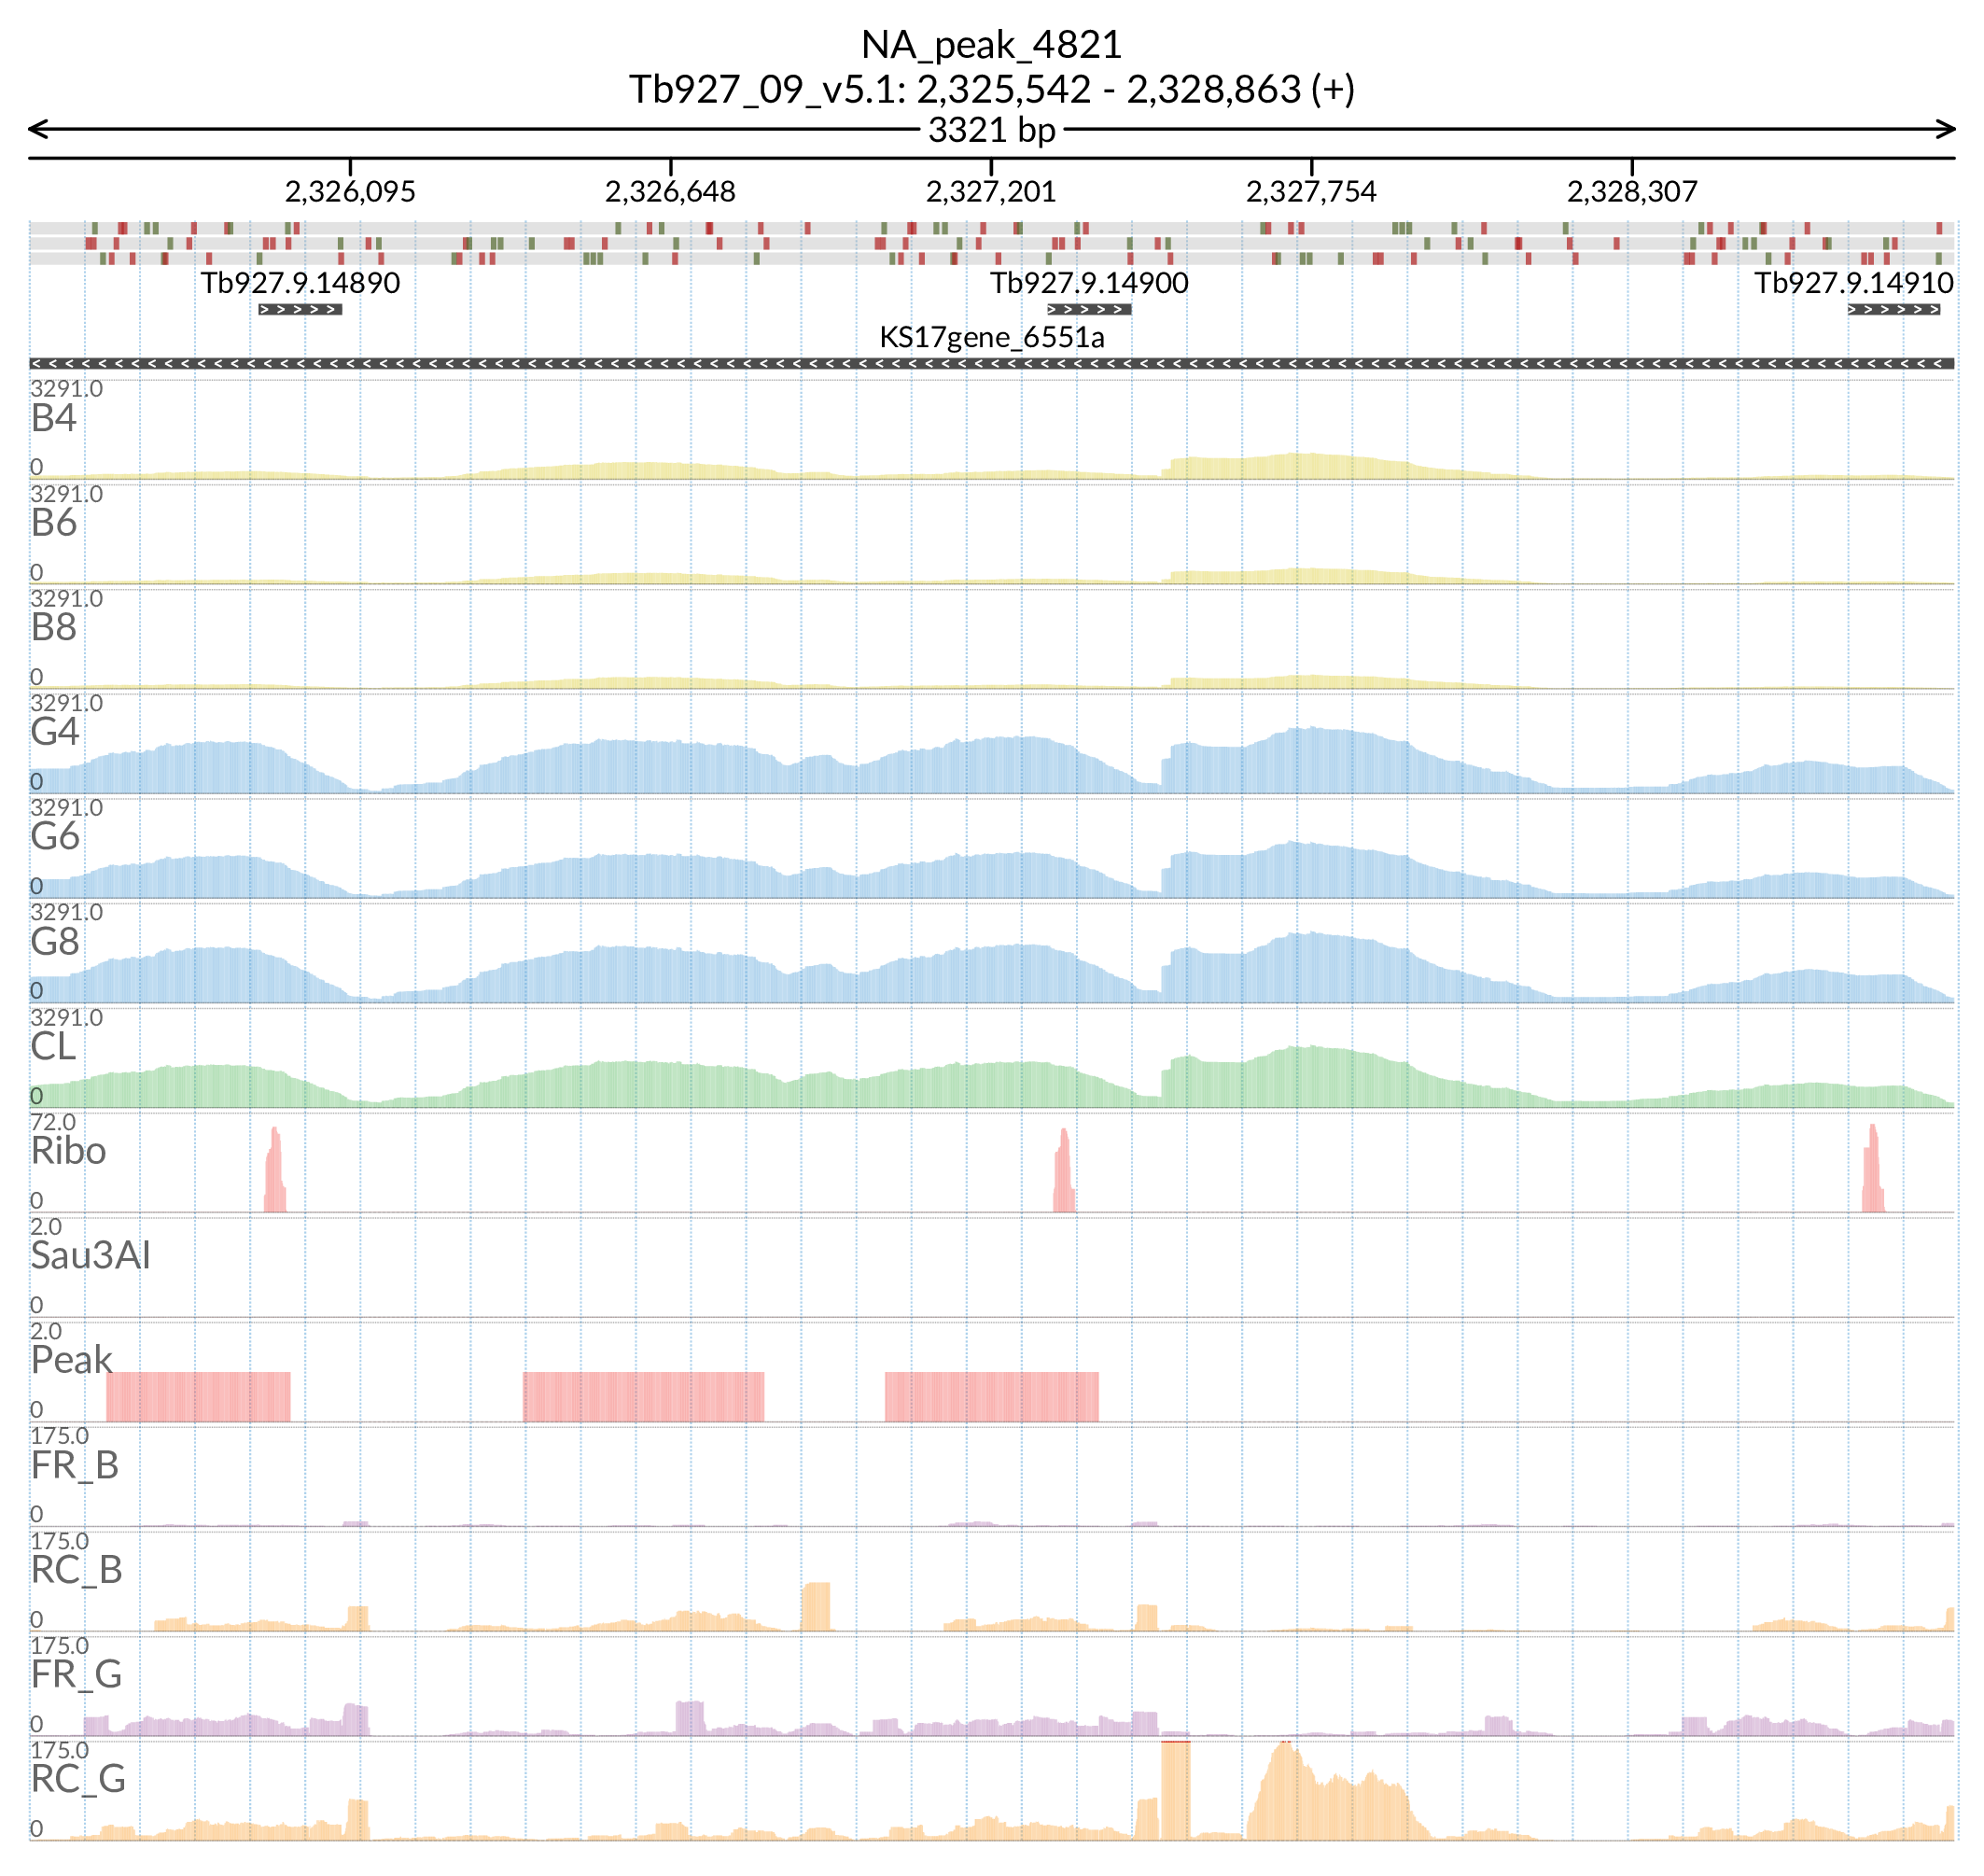 NA_peak_4821
Tb927_09_v5.1: 2,325,542 - 2,328,863 (+)
3321 bp
2,326,095 2,326,648 2,327,201 2,327,754 2,328,307
Tb927.9.14890 Tb927.9.14900 Tb927.9.14910
KS17gene_6551a
3291.0
B4
0
3291.0
B6
0
3291.0
B8
0
3291.0
G4
0
3291.0
G6
0
3291.0
G8
0
3291.0
CL
0
72.0
Ribo
0
2.0
Sau3AI
0
2.0
Peak
0
175.0
FR_B
0
175.0
RC_B
0
175.0
FR_G
0
175.0
RC_G
0